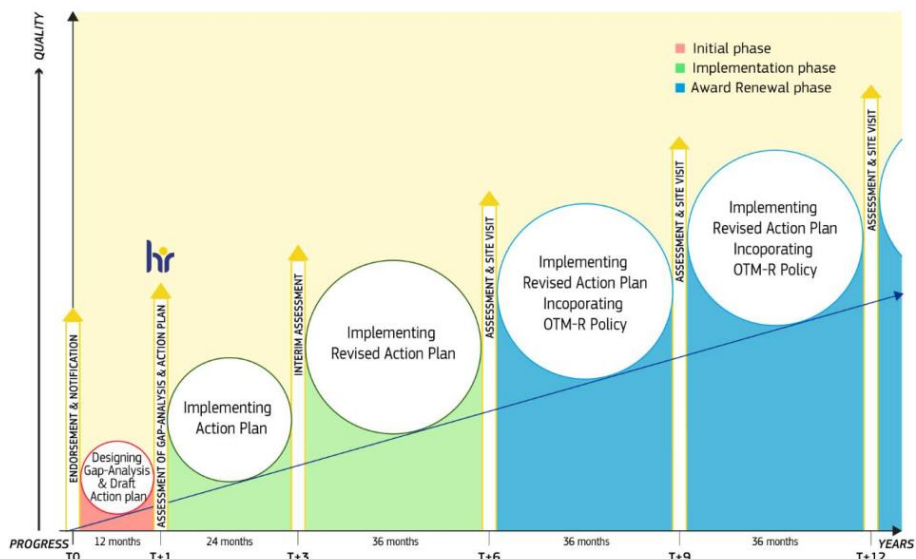 QUALITY
Initial phase
Implementation phase
Award Renewal phase
hr
ENDORSEMENT & NOTIFICATION
Designing
Gap-Analysis
& Draft
Action plan
ASSESSMENT OF GAP-ANALYSIS & ACTION PLAN
Implementing
Action Plan
INTERIM ASSESSMENT
Implementing
Revised Action Plan
ASSESSMENT & SITE VISIT
Implementing
Revised Action Plan
Incoporating
OTM-R Policy
ASSESSMENT & SITE VISIT
Implementing
Revised Action Plan
Incoporating
OTM-R Policy
ASSESSMENT & SITE VISIT
PROGRESS 12 months 24 months 36 months 36 months 36 months YEARS
T0 T+1 T+3 T+6 T+9 T+12